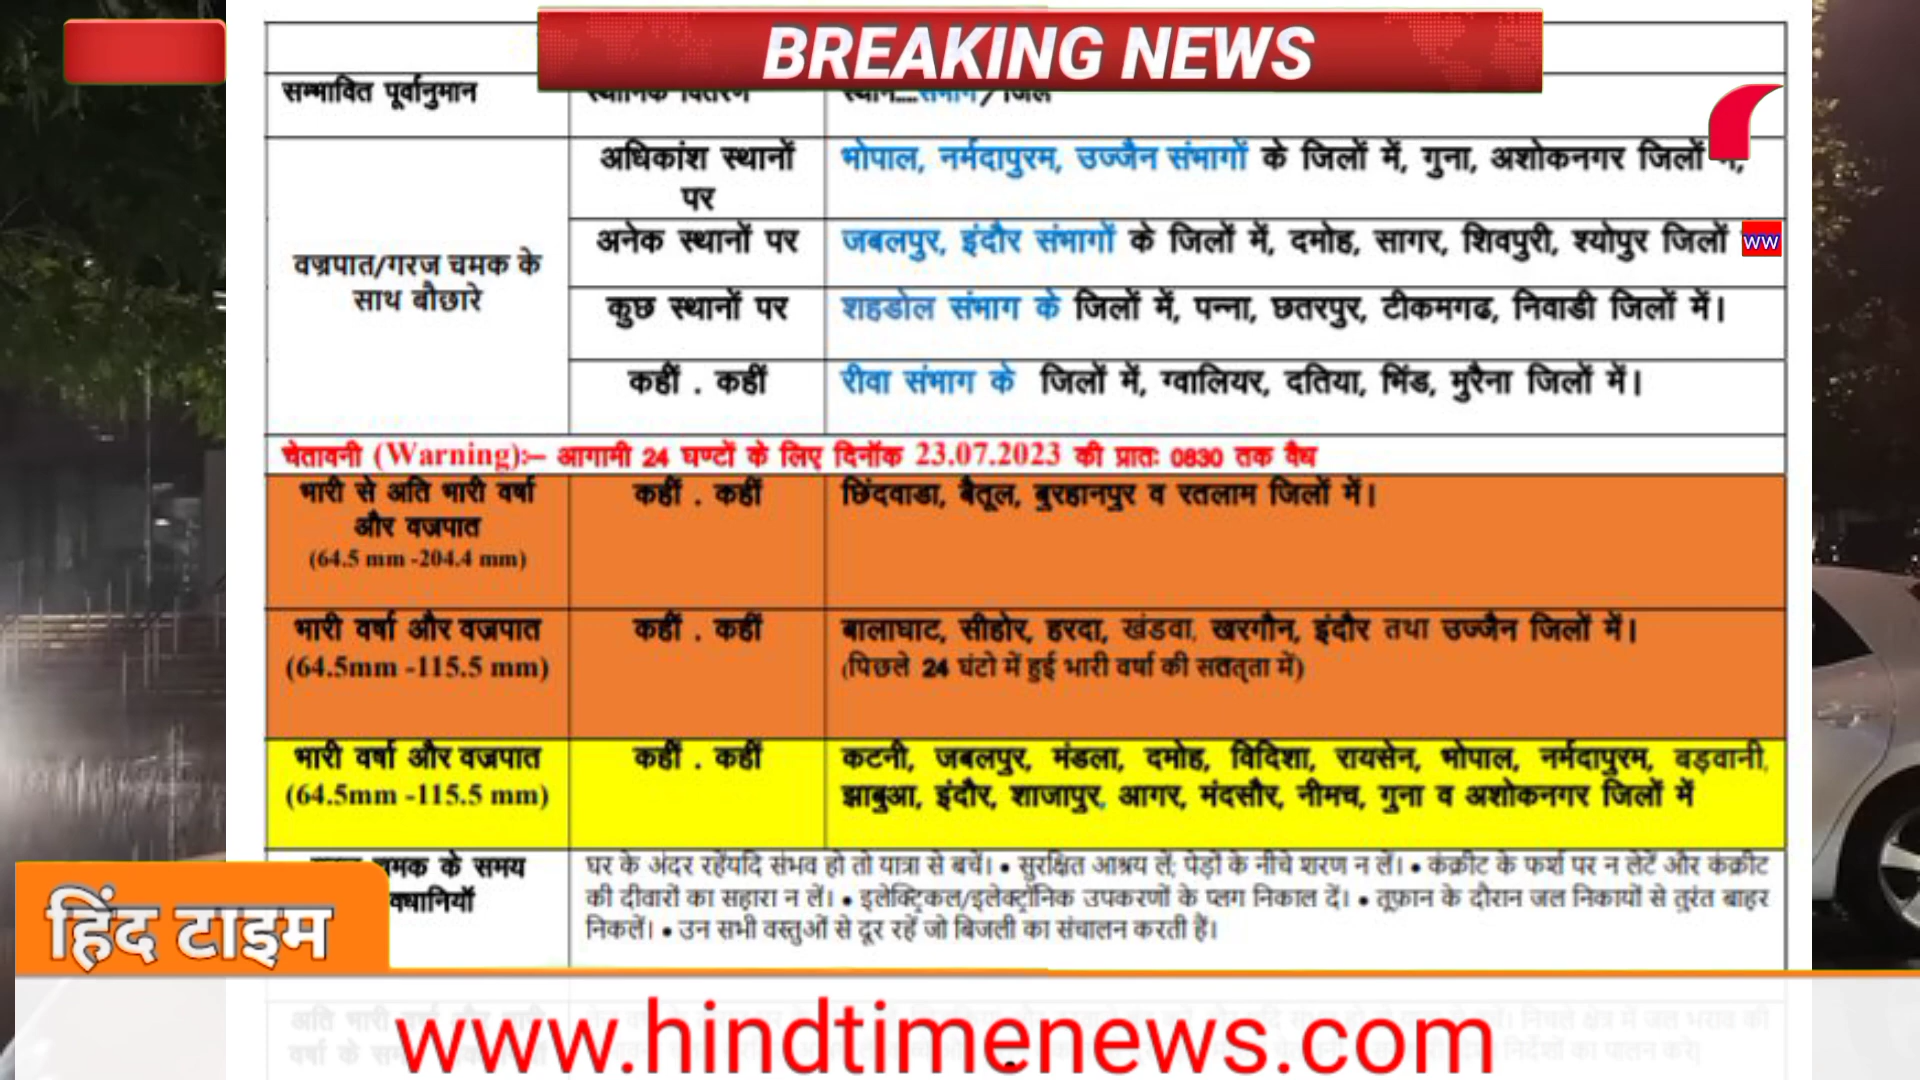 BREAKING NEWS
सम्मावित पूर्वानुमान
स्थानिक वितरण
स्थान....संभाग / जिले
अधिकांश स्थानों
पर
भोपाल, नर्मदापुरम, उज्जैन संभागों के जिलों में, गुना, अशोकनगर जिलों में,
वज्रपात/गरज चमक के
साथ बौछारे
अनेक स्थानों पर
जबलपुर, इंदौर संभागों के जिलों में, दमोह, सागर, शिवपुरी, श्योपुर जिलों
ww
कुछ स्थानों पर
शहडोल संभाग के जिलों में, पन्ना, छतरपुर, टीकमगढ, निवाडी जिलों में।
कहीं . कहीं
रीवा संभाग के जिलों में, ग्वालियर, दतिया, भिंड, मुरैना जिलों में।
चेतावनी (Warning):– आगामी 24 घण्टों के लिए दिनॉक 23.07.2023 की प्रातः 0830 तक वैध
भारी से अति भारी वर्षा
और वज्रपात
(64.5 mm -204.4 mm)
कहीं . कहीं
छिंदवाडा, बैतूल, बुरहानपुर व रतलाम जिलों में।
भारी वर्षा और वज्रपात
(64.5mm -115.5 mm)
कहीं . कहीं
बालाघाट, सीहोर, हरदा, खंडवा, खरगौन, इंदौर तथा उज्जैन जिलों में।
(पिछले 24 घंटो में हुई भारी वर्षा की सतत्ता में)
भारी वर्षा और वज्रपात
(64.5mm -115.5 mm)
कहीं . कहीं
कटनी, जबलपुर, मंडला, दमोह, विदिशा, रायसेन, भोपाल, नर्मदापुरम, बड़वानी,
झाबुआ, इंदौर, शाजापुर, आगर, मंदसौर, नीमच, गुना व अशोकनगर जिलों में
चमक के समय
वधानियॉ
घर के अंदर रहेंयदि संभव हो तो यात्रा से बचें। • सुरक्षित आश्रय लें; पेड़ों के नीचे शरण न लें। • कंक्रीट के फर्श पर न लेटें और कंक्रीट
की दीवारों का सहारा न लें। • इलेक्ट्रिकल/इलेक्ट्रॉनिक उपकरणों के प्लग निकाल दें। • तूफ़ान के दौरान जल निकायों से तुरंत बाहर
निकलें। • उन सभी वस्तुओं से दूर रहें जो बिजली का संचालन करती हैं।
हिंद टाइम
www.hindtimenews.com